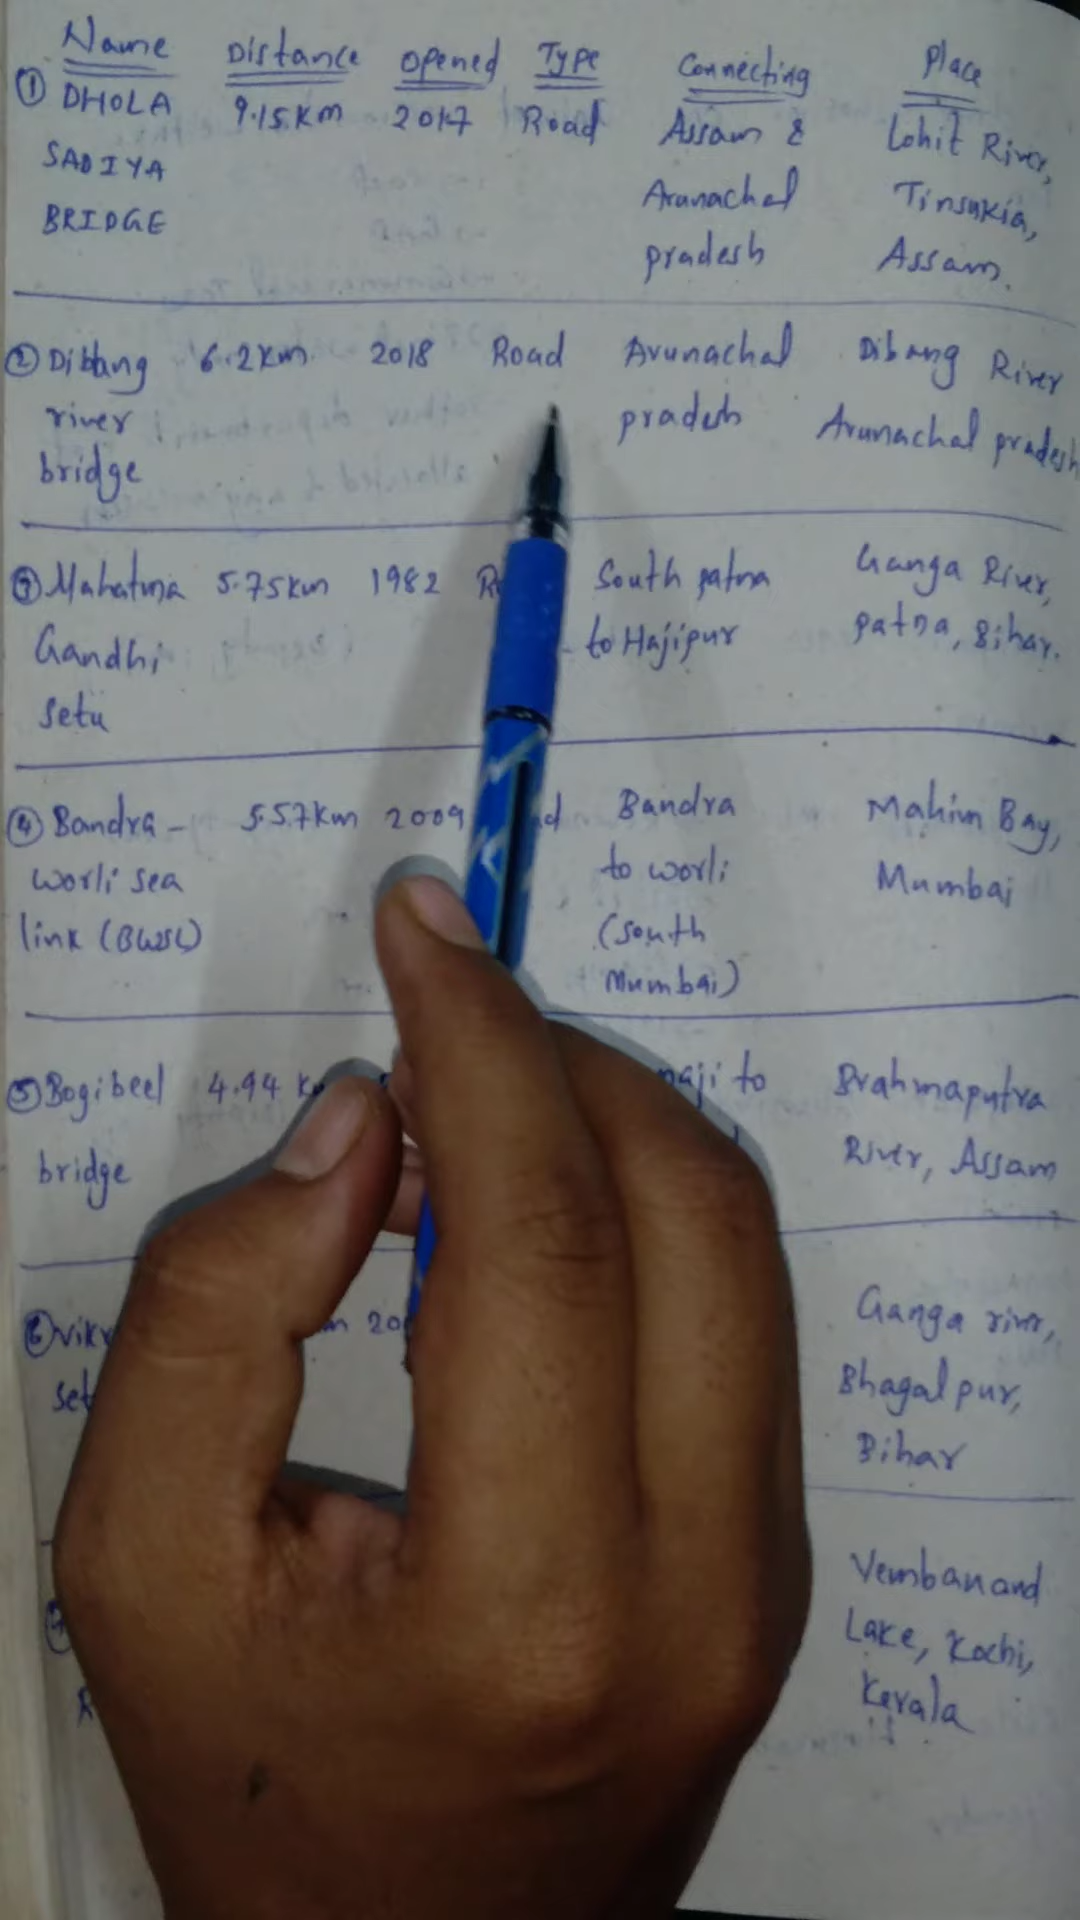 Name Distance Opened Type Connecting Place
① DHOLA 9.15Km 2017 Road Assam & Lohit River,
SADIYA Arunachal Tinsukia,
BRIDGE pradesh Assam.
② Dibang 6.2Km 2018 Road Arunachal Dibang River
river pradesh Arunachal pradesh
bridge
③ Mahatma 5.75Km 1982 South patna Ganga River,
Gandhi to Hajipur patna, Bihar.
Setu
④ Bandra- 5.57Km 2009 Bandra Mahim Bay,
worli sea to worli Mumbai
link (BWSL) (South
Mumbai)
⑤ Bogibeel 4.94 to Brahmaputra
bridge River, Assam
⑥ Ganga river,
Bhagalpur,
Bihar
Vembanand
Lake, Kochi,
Kerala